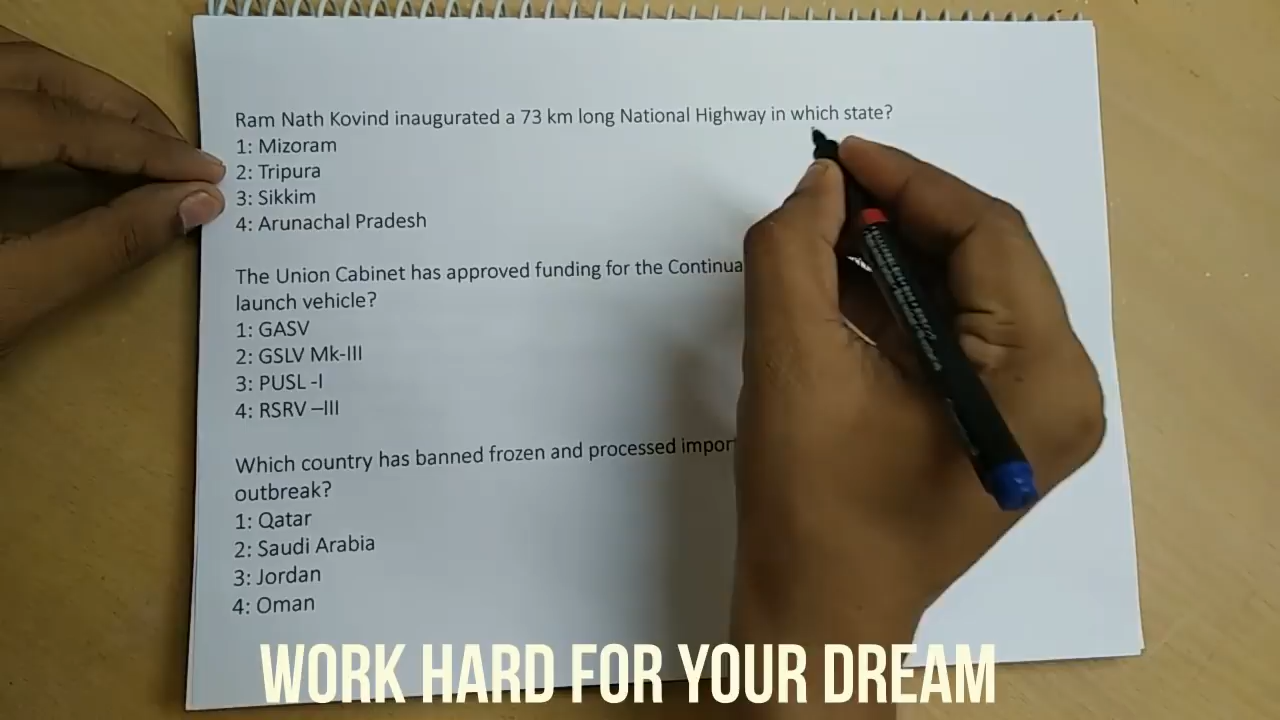 Ram Nath Kovind inaugurated a 73 km long National Highway in which state?
1: Mizoram
2: Tripura
3: Sikkim
4: Arunachal Pradesh
The Union Cabinet has approved funding for the
launch vehicle?
1: GASV
2: GSLV Mk-III
3: PUSL -I
4: RSRV –III
Which country has banned frozen and processed
outbreak?
1: Qatar
2: Saudi Arabia
3: Jordan
4: Oman
WORK HARD FOR YOUR DREAM